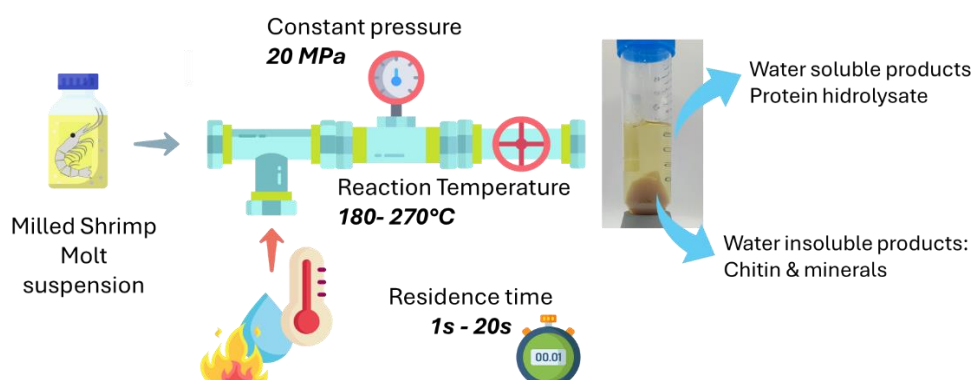 Constant pressure
20 MPa
Milled Shrimp
Molt
suspension
Reaction Temperature
180- 270°C
Residence time
1s - 20s
00.01
Water soluble products
Protein hidrolysate
Water insoluble products:
Chitin & minerals